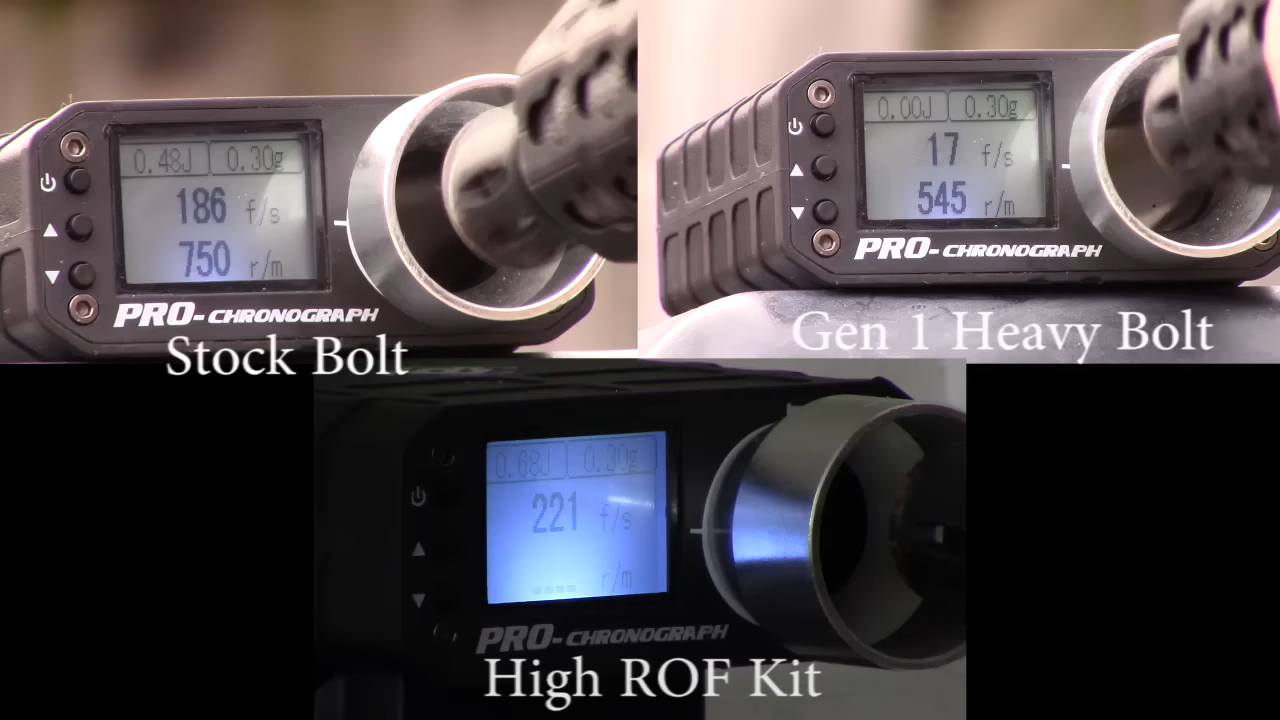 0.48J 0.30g
186 f/s
750 r/m
PRO-CHRONOGRAPH
Stock Bolt
0.00J 0.30g
17 f/s
545 r/m
PRO-CHRONOGRAPH
Gen 1 Heavy Bolt
0.68J 0.30g
221 f/s
---- r/m
PRO-CHRONOGRAPH
High ROF Kit